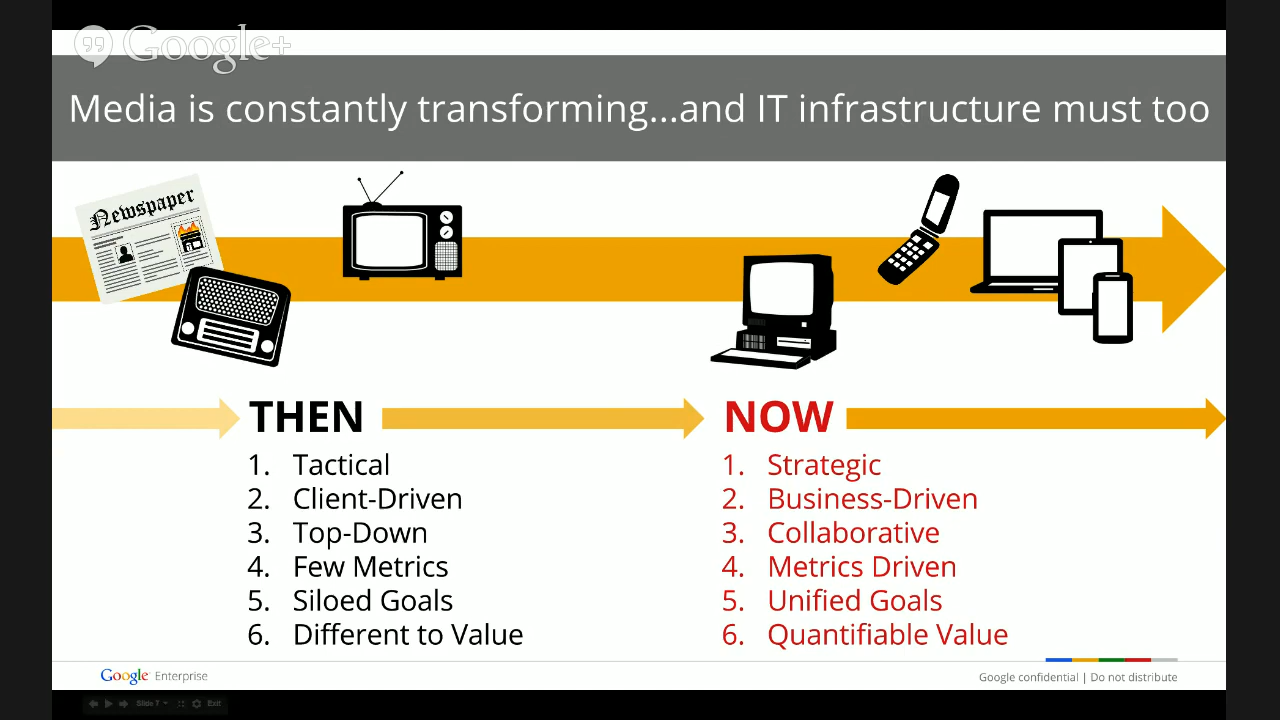 Google+
Media is constantly transforming...and IT infrastructure must too
Newspaper
THEN
1. Tactical
2. Client-Driven
3. Top-Down
4. Few Metrics
5. Siloed Goals
6. Different to Value
NOW
1. Strategic
2. Business-Driven
3. Collaborative
4. Metrics Driven
5. Unified Goals
6. Quantifiable Value
Google Enterprise
Google confidential | Do not distribute
Slide 7
Exit